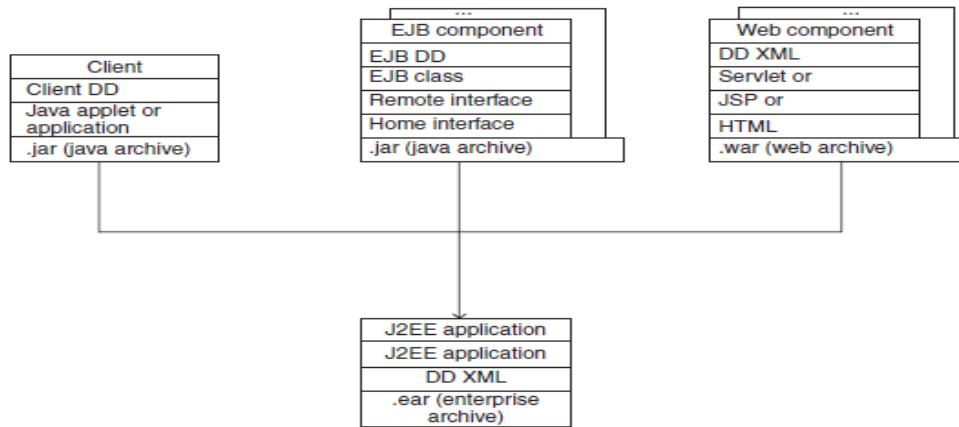 Client
Client DD
Java applet or
application
.jar (java archive)
...
EJB component
EJB DD
EJB class
Remote interface
Home interface
.jar (java archive)
...
Web component
DD XML
Servlet or
JSP or
HTML
.war (web archive)
J2EE application
J2EE application
DD XML
.ear (enterprise
archive)